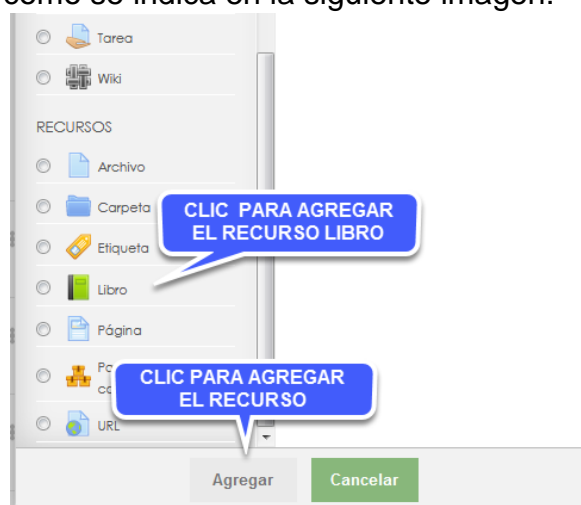 como se indica en la siguiente imagen:
Tarea
Wiki
RECURSOS
Archivo
Carpeta
CLIC PARA AGREGAR
EL RECURSO LIBRO
Etiqueta
Libro
Página
CLIC PARA AGREGAR
EL RECURSO
URL
Agregar
Cancelar